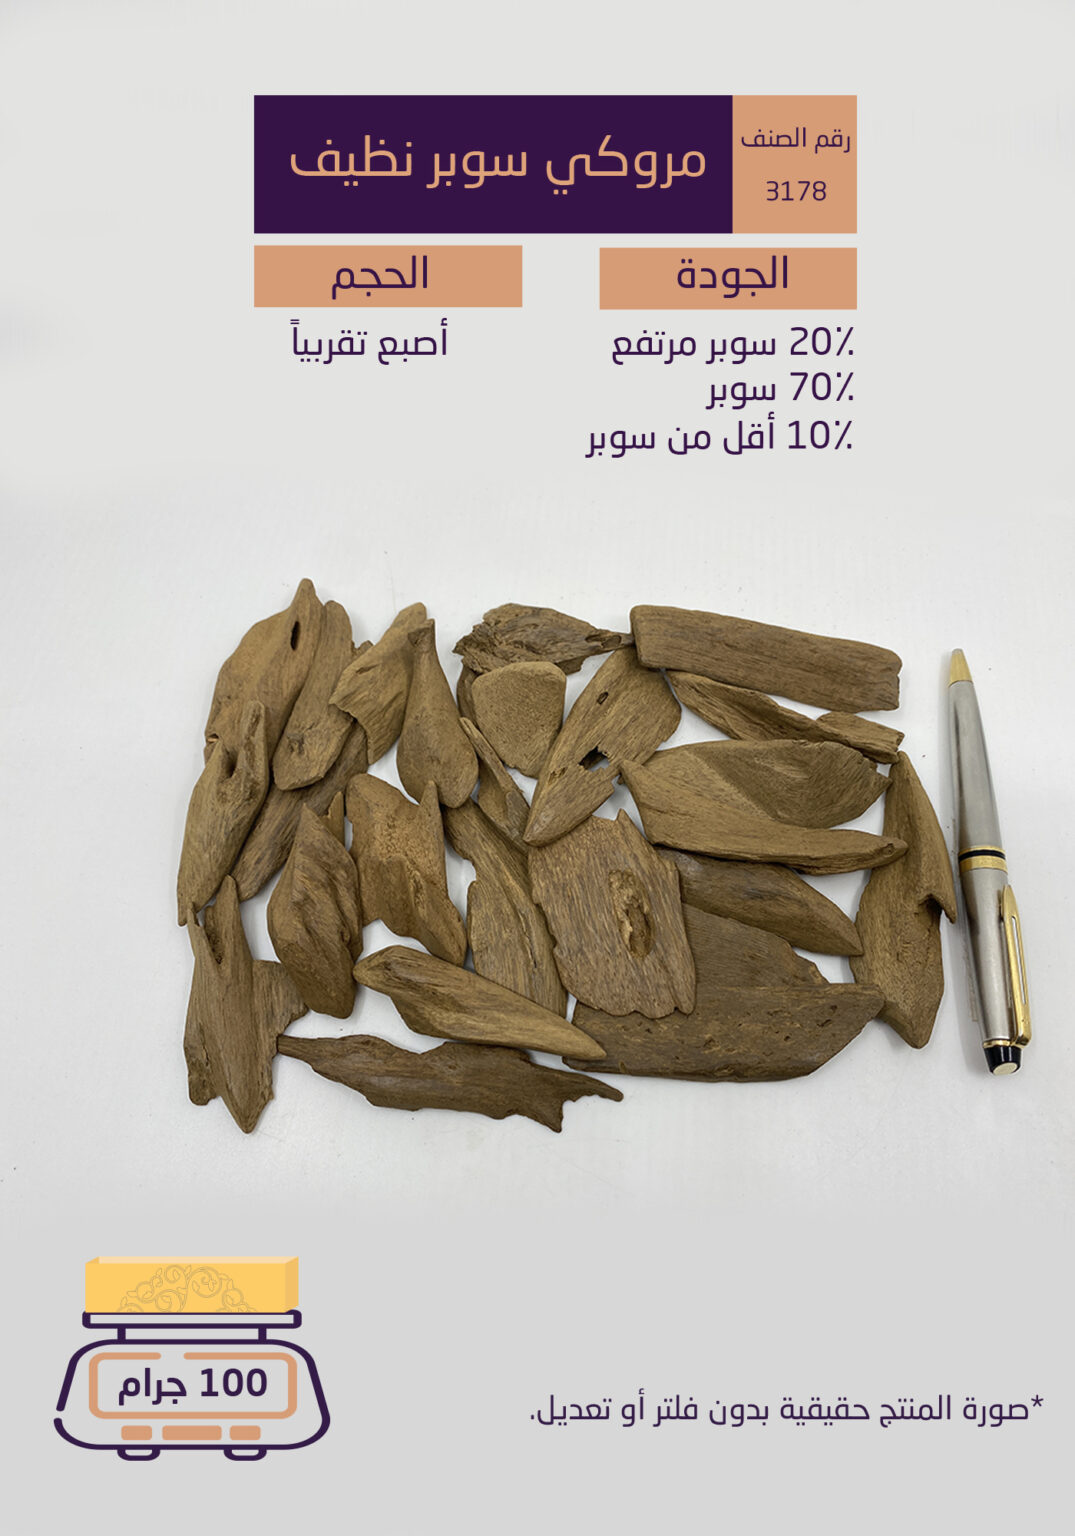 رقم الصنف
3178
مروكي سوبر نظيف
الجودة
20٪ سوبر مرتفع
70٪ سوبر
10٪ أقل من سوبر
الحجم
أصبع تقريباً
100 جرام
*صورة المنتج حقيقية بدون فلتر أو تعديل.